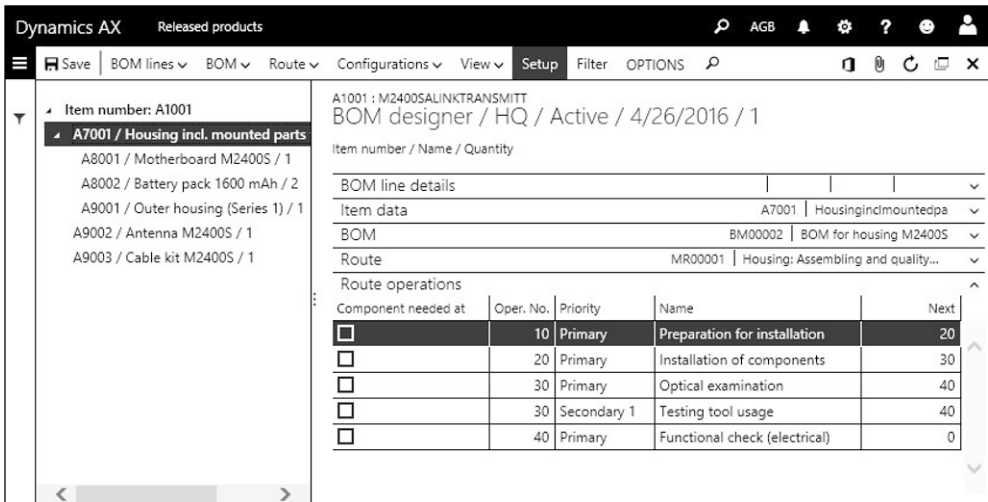 Dynamics AX Released products AGB ?
Save BOM lines BOM Route Configurations View Setup Filter OPTIONS
Item number: A1001
A7001 / Housing incl. mounted parts
A8001 / Motherboard M2400S / 1
A8002 / Battery pack 1600 mAh / 2
A9001 / Outer housing (Series 1) / 1
A9002 / Antenna M2400S / 1
A9003 / Cable kit M2400S / 1
A1001 : M2400SALINKTRANSMITT
BOM designer / HQ / Active / 4/26/2016 / 1
Item number / Name / Quantity
BOM line details
Item data A7001 Housinginclmountedpa
BOM BM00002 BOM for housing M2400S
Route MR00001 Housing: Assembling and quality...
Route operations
Component needed at Oper. No. Priority Name Next
10 Primary Preparation for installation 20
20 Primary Installation of components 30
30 Primary Optical examination 40
30 Secondary 1 Testing tool usage 40
40 Primary Functional check (electrical) 0